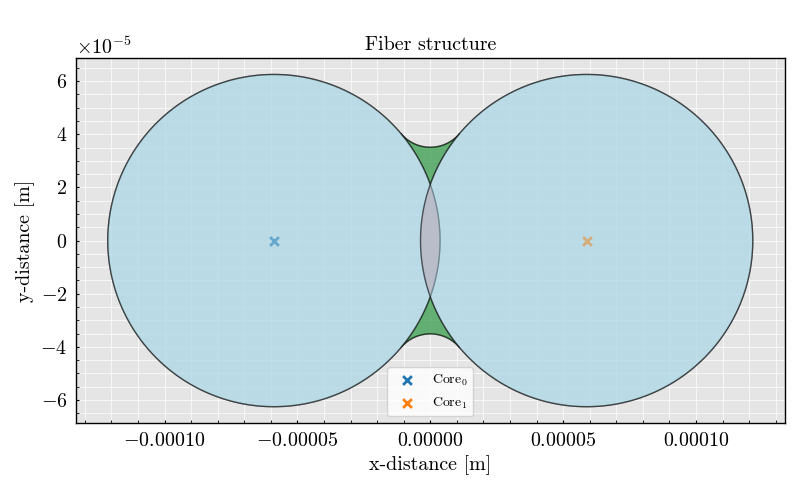 Fiber structure
×10⁻⁵
y-distance [m]
6
4
2
0
−2
−4
−6
Core₀
Core₁
−0.00010 −0.00005 0.00000 0.00005 0.00010
x-distance [m]